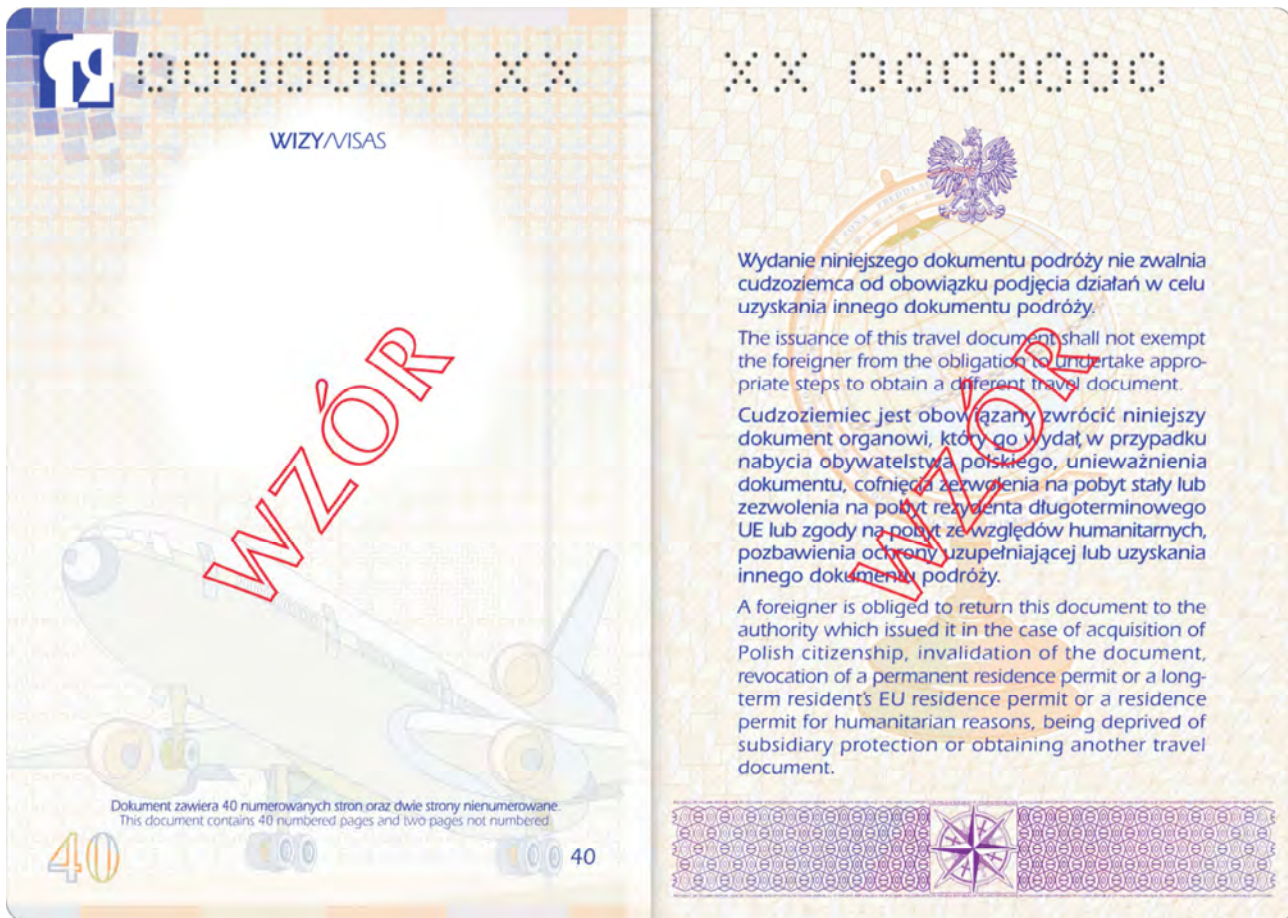 0000000 XX
WIZY/VISAS
WZÓR
Dokument zawiera 40 numerowanych stron oraz dwie strony nienumerowane.
This document contains 40 numbered pages and two pages not numbered.
40
40
XX 0000000
Wydanie niniejszego dokumentu podróży nie zwalnia
cudzoziemca od obowiązku podjęcia działań w celu
uzyskania innego dokumentu podróży.
The issuance of this travel document shall not exempt
the foreigner from the obligation to undertake appro-
priate steps to obtain a different travel document.
Cudzoziemiec jest obowiązany zwrócić niniejszy
dokument organowi, który go wydał, w przypadku
nabycia obywatelstwa polskiego, unieważnienia
dokumentu, cofnięcia zezwolenia na pobyt stały lub
zezwolenia na pobyt rezydenta długoterminowego
UE lub zgody na pobyt ze względów humanitarnych,
pozbawienia ochrony uzupełniającej lub uzyskania
innego dokumentu podróży.
A foreigner is obliged to return this document to the
authority which issued it in the case of acquisition of
Polish citizenship, invalidation of the document,
revocation of a permanent residence permit or a long-
term resident's EU residence permit or a residence
permit for humanitarian reasons, being deprived of
subsidiary protection or obtaining another travel
document.
WZÓR